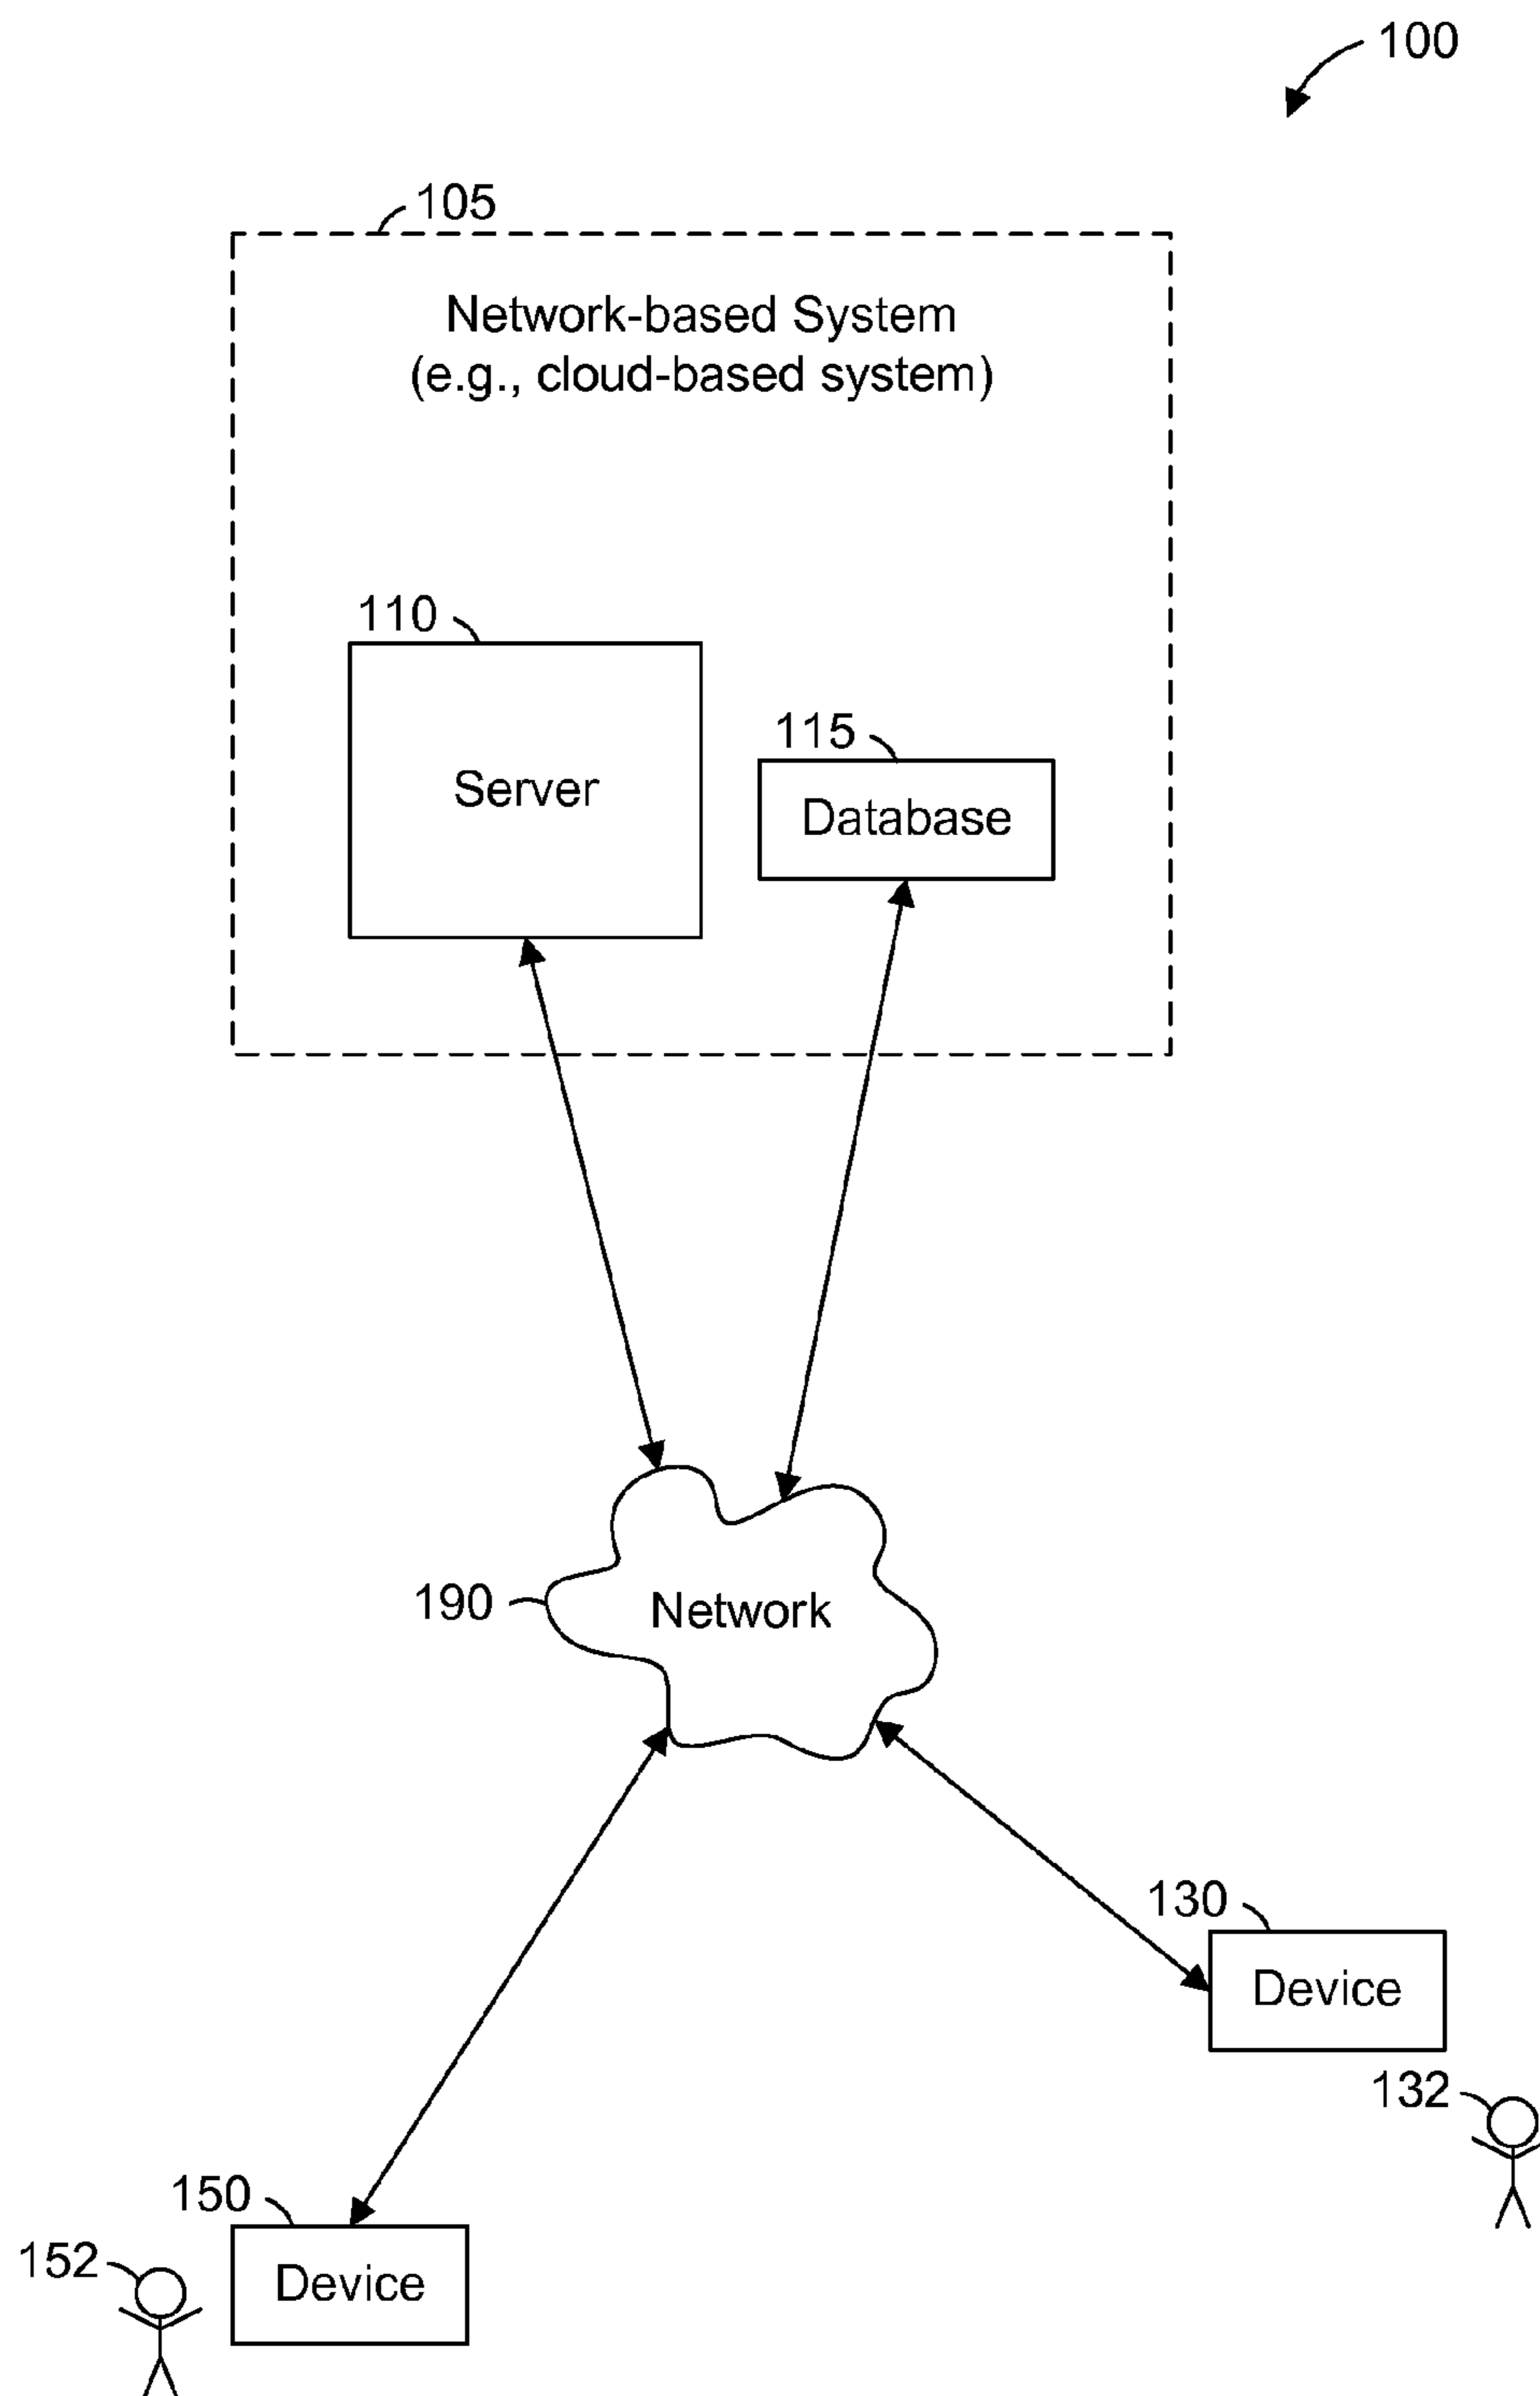 100
105
Network-based System
(e.g., cloud-based system)
110
Server
115
Database
190
Network
130
Device
132
150
Device
152